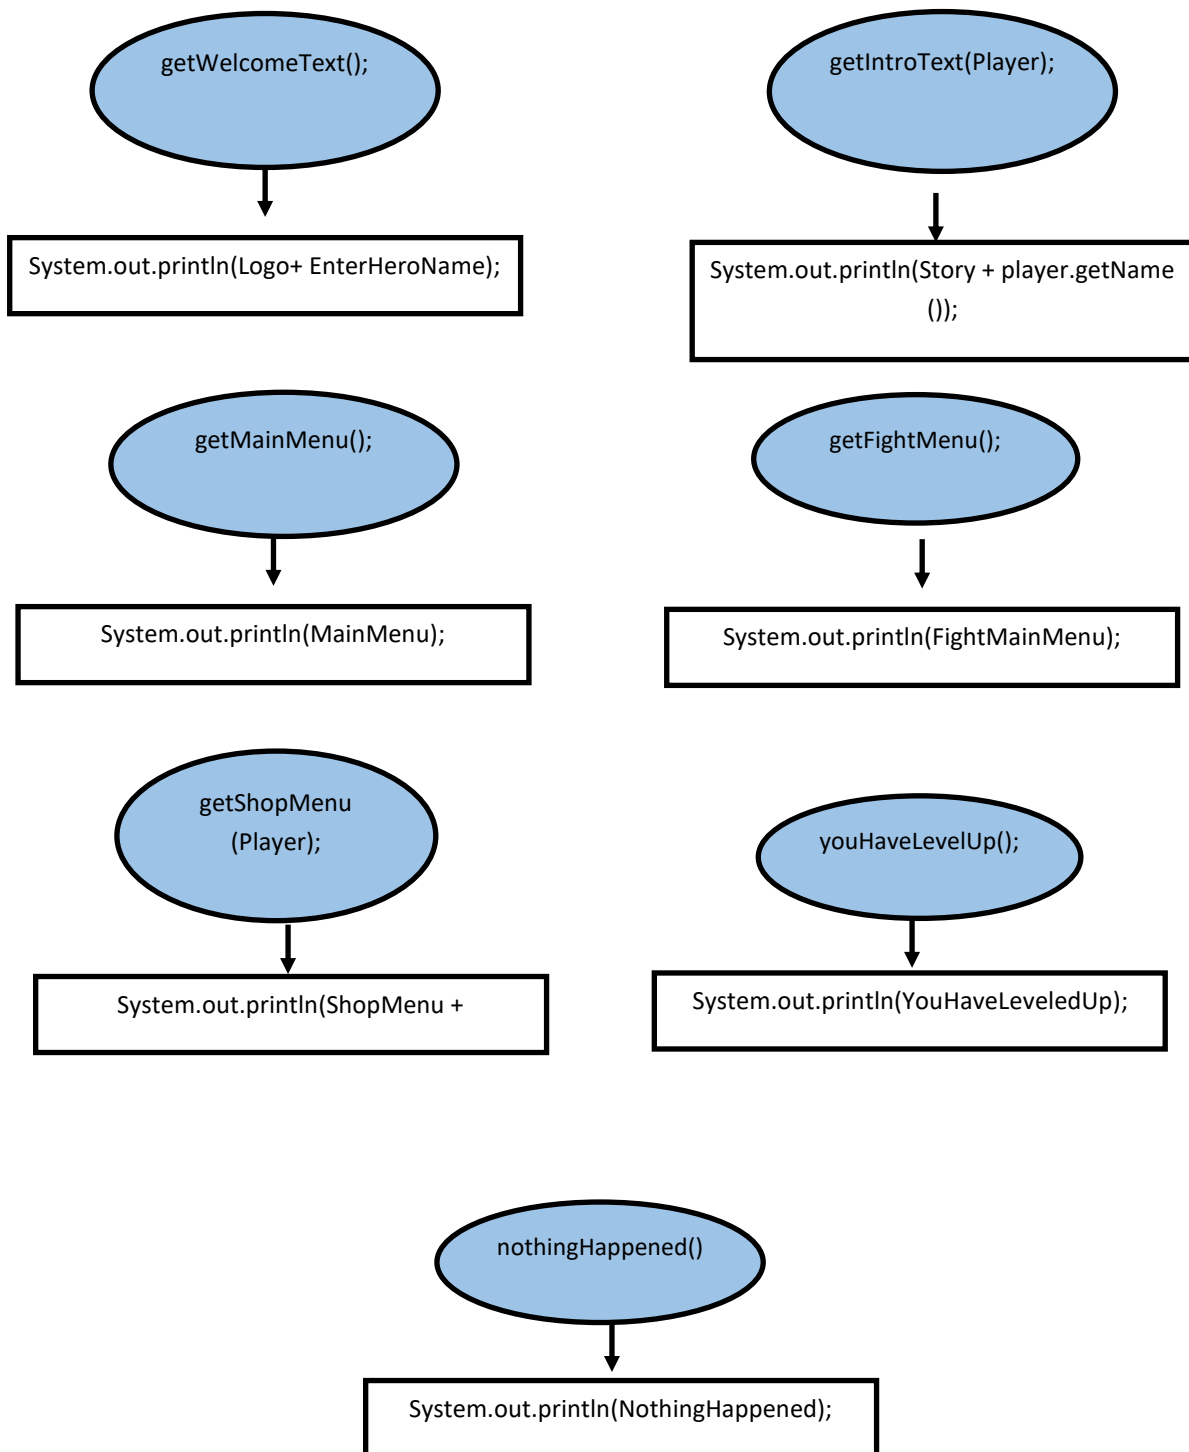 getWelcomeText();
getIntroText(Player);
System.out.println(Logo+ EnterHeroName);
System.out.println(Story + player.getName
());
getMainMenu();
getFightMenu();
System.out.println(MainMenu);
System.out.println(FightMainMenu);
getShopMenu
(Player);
youHaveLevelUp();
System.out.println(ShopMenu +
System.out.println(YouHaveLeveledUp);
nothingHappened()
System.out.println(NothingHappened);